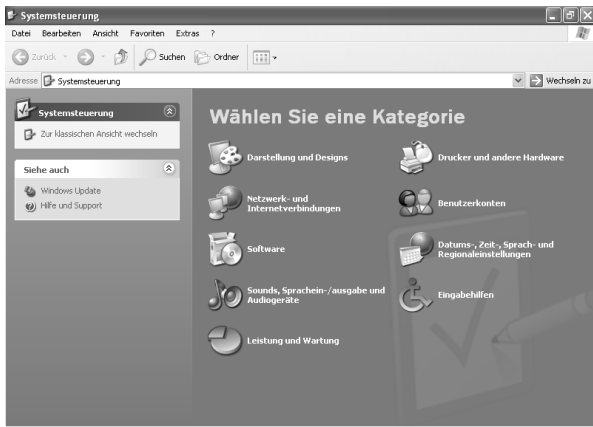 Systemsteuerung
Datei Bearbeiten Ansicht Favoriten Extras ?
Zurück Suchen Ordner
Adresse Systemsteuerung Wechseln zu
Systemsteuerung
Zur klassischen Ansicht wechseln
Siehe auch
Windows Update
Hilfe und Support
Wählen Sie eine Kategorie
Darstellung und Designs
Drucker und andere Hardware
Netzwerk- und
Internetverbindungen
Benutzerkonten
Software
Datums-, Zeit-, Sprach- und
Regionaleinstellungen
Sounds, Sprachein-/ausgabe und
Audiogeräte
Eingabehilfen
Leistung und Wartung